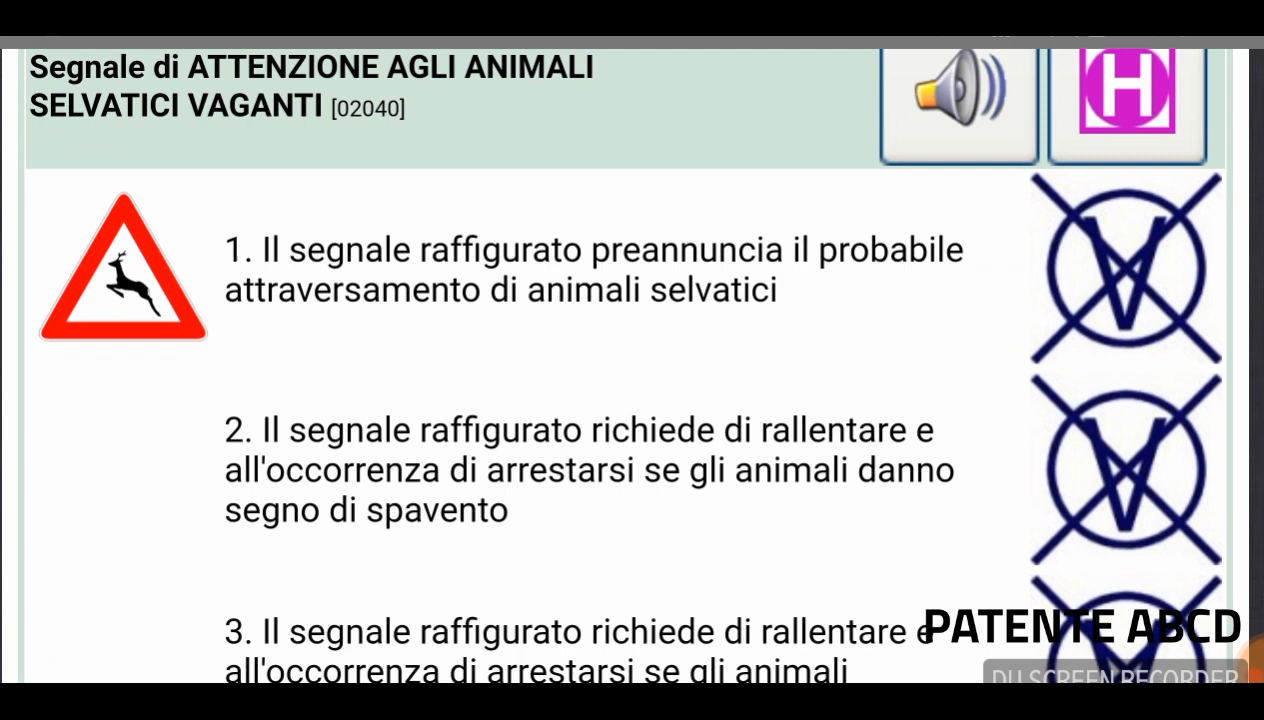 Segnale di ATTENZIONE AGLI ANIMALI
SELVATICI VAGANTI [02040]
H
1. Il segnale raffigurato preannuncia il probabile
attraversamento di animali selvatici
V
2. Il segnale raffigurato richiede di rallentare e
all'occorrenza di arrestarsi se gli animali danno
segno di spavento
V
3. Il segnale raffigurato richiede di rallentare e
all'occorrenza di arrestarsi se gli animali
PATENTE ABCD
DU SCREEN RECORDER